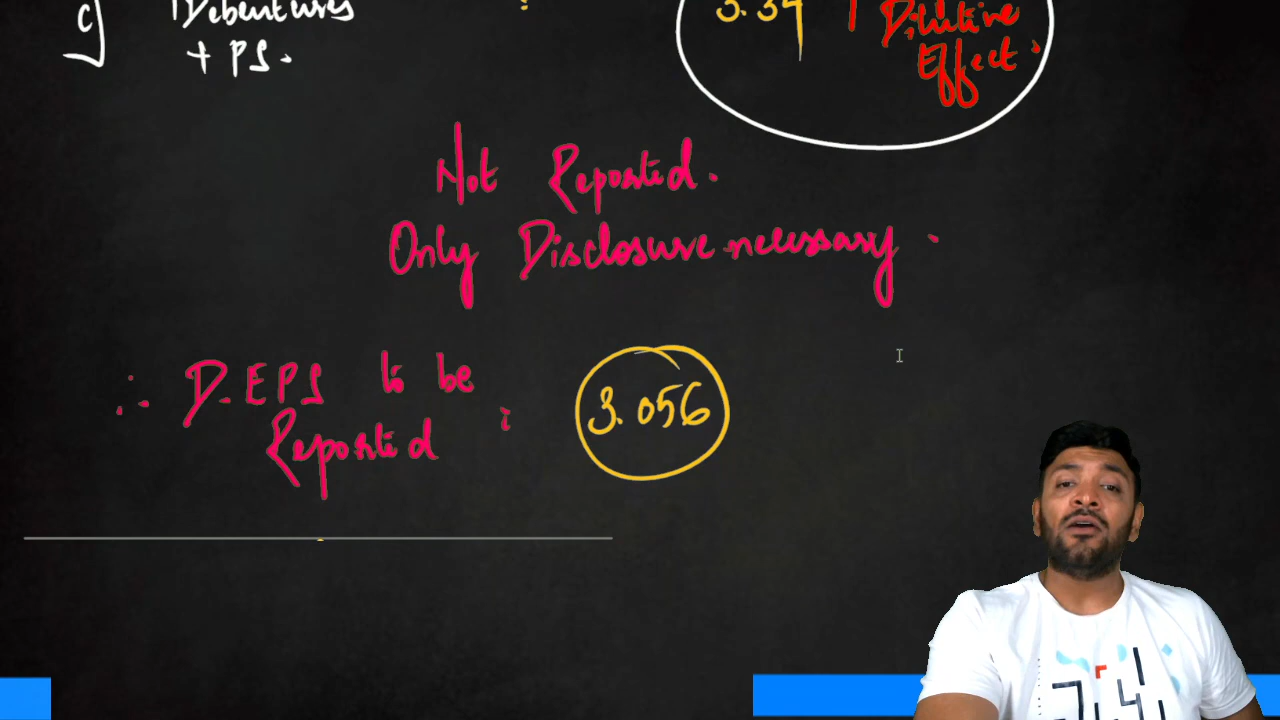 c) Debentures : 3.34 Dilutive
+ PS. Effect.
Not Reported.
Only Disclosure necessary.
∴ D.EPS to be : 3.056
Reported